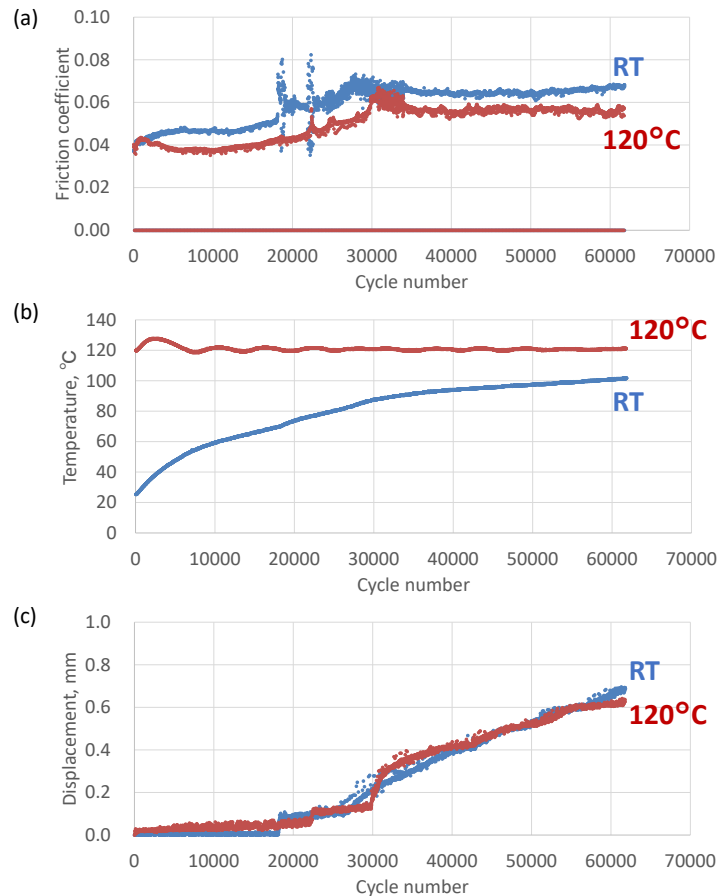 (a)
Friction coefficient
0.10
0.08
0.06
0.04
0.02
0.00
RT
120°C
0 10000 20000 30000 40000 50000 60000 70000
Cycle number
(b)
Temperature, °C
140
120
100
80
60
40
20
0
120°C
RT
0 10000 20000 30000 40000 50000 60000 70000
Cycle number
(c)
Displacement, mm
1.0
0.8
0.6
0.4
0.2
0.0
RT
120°C
0 10000 20000 30000 40000 50000 60000 70000
Cycle number